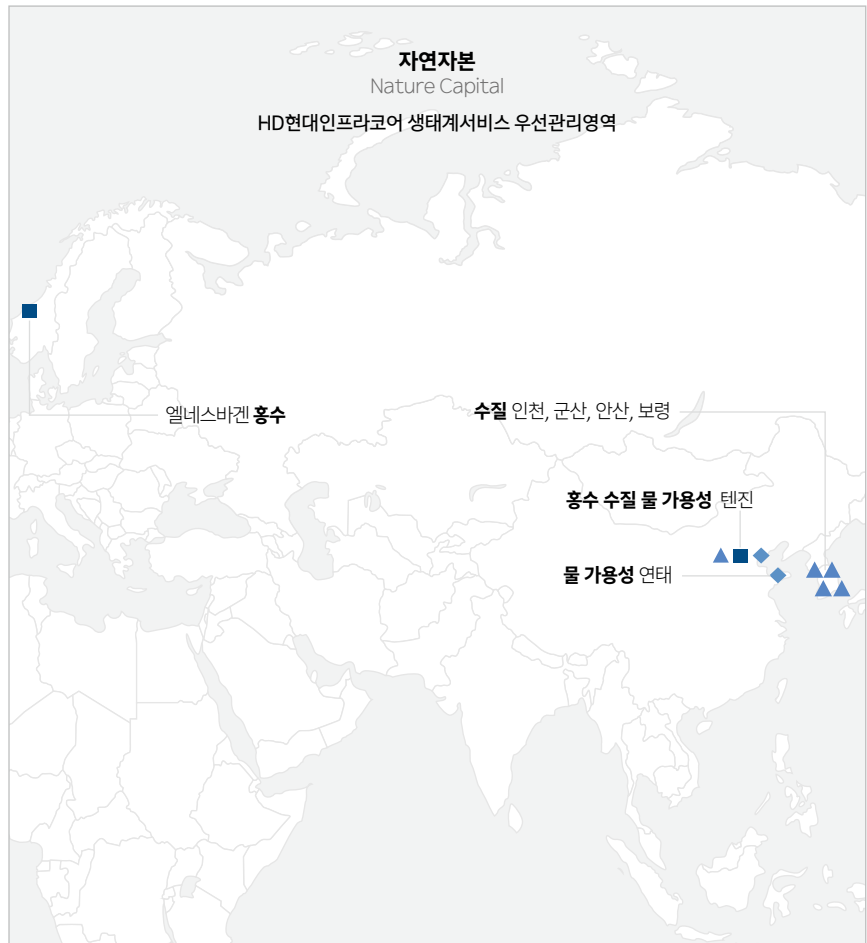 자연자본
Nature Capital
HD현대인프라코어 생태계서비스 우선관리영역
엘네스바겐 홍수
수질 인천, 군산, 안산, 보령
홍수 수질 물 가용성 텐진
물 가용성 연태